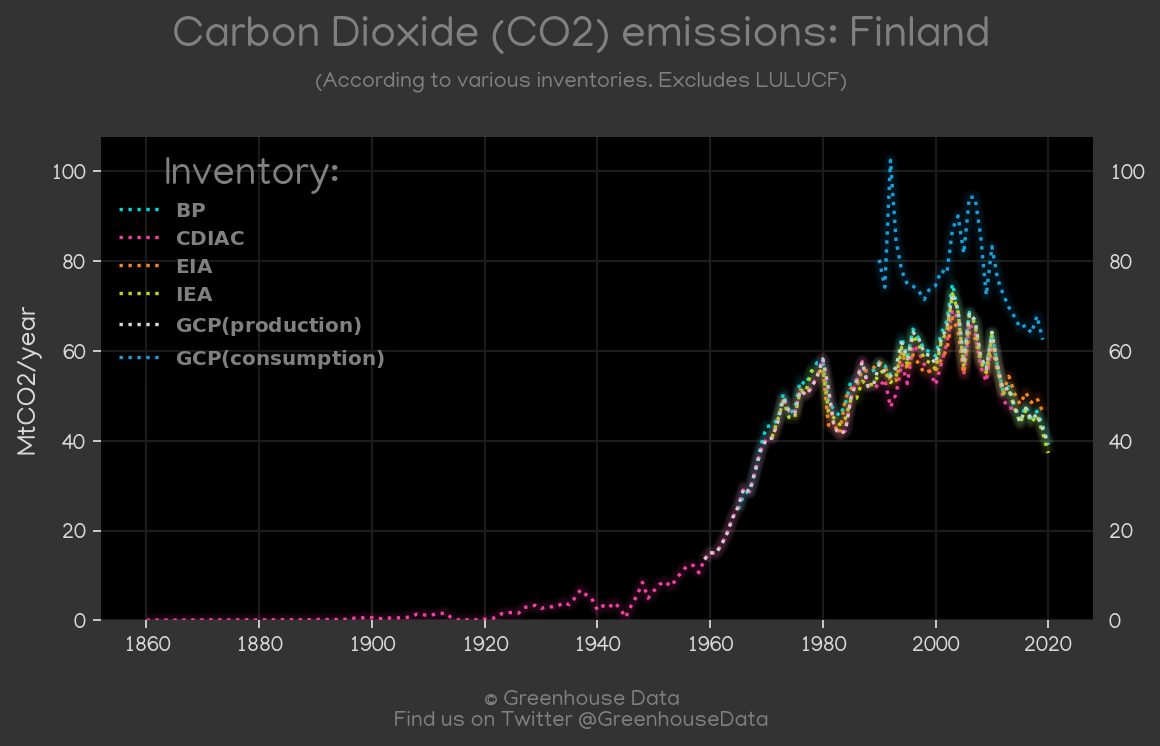 Carbon Dioxide (CO2) emissions: Finland
(According to various inventories. Excludes LULUCF)
Inventory:
BP
CDIAC
EIA
IEA
GCP(production)
GCP(consumption)
MtCO2/year
100
80
60
40
20
0
100
80
60
40
20
0
1860 1880 1900 1920 1940 1960 1980 2000 2020
© Greenhouse Data
Find us on Twitter @GreenhouseData